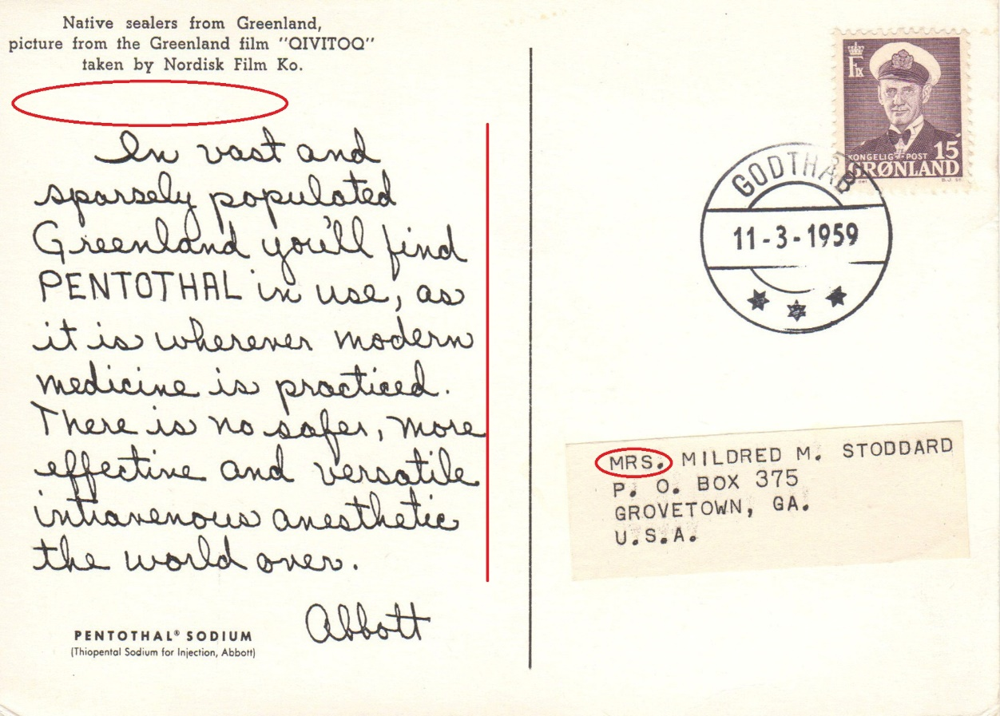 Native sealers from Greenland,
picture from the Greenland film "QIVITOQ"
taken by Nordisk Film Ko.
In vast and
sparsely populated
Greenland you'll find
PENTOTHAL in use, as
it is wherever modern
medicine is practiced.
There is no safer, more
effective and versatile
intravenous anesthetic
the world over.
Abbott
PENTOTHAL® SODIUM
(Thiopental Sodium for Injection, Abbott)
F IX
KONGELIG POST 15
GRØNLAND
GODTHÅB
11-3-1959
MRS. MILDRED M. STODDARD
P. O. BOX 375
GROVETOWN, GA.
U.S.A.